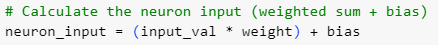 # Calculate the neuron input (weighted sum + bias)
neuron_input = (input_val * weight) + bias